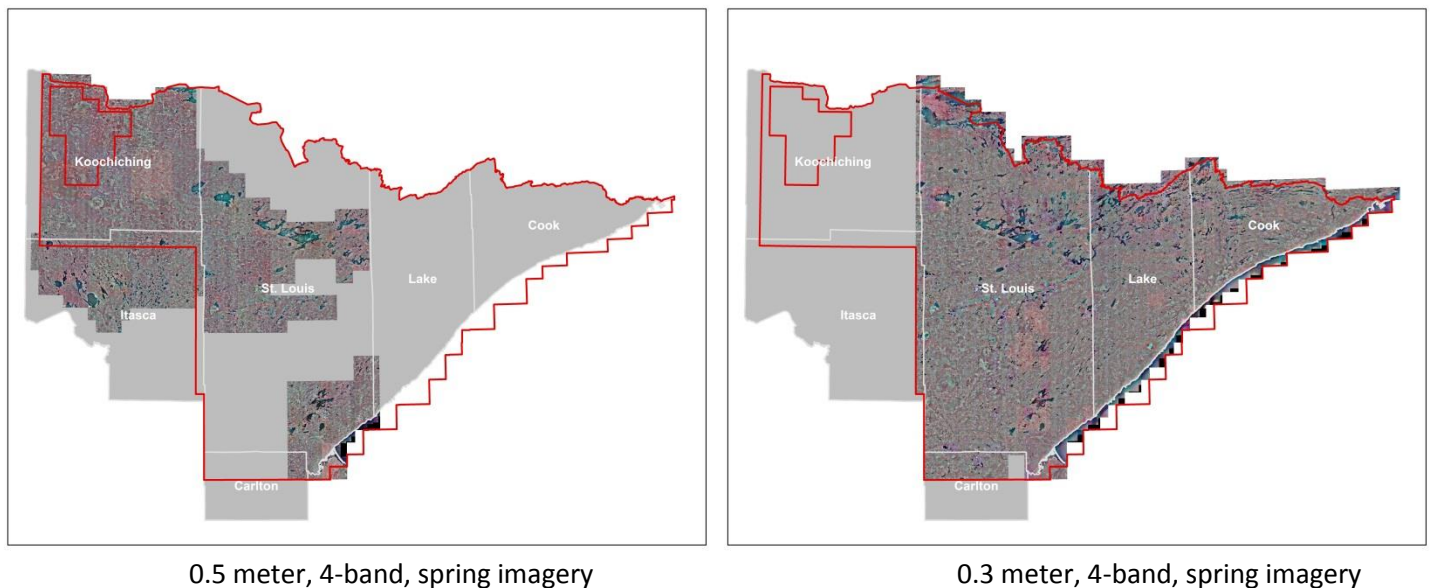 Koochiching
Cook
Lake
St. Louis
Itasca
Carlton
0.5 meter, 4-band, spring imagery
Koochiching
Cook
Lake
St. Louis
Itasca
Carlton
0.3 meter, 4-band, spring imagery